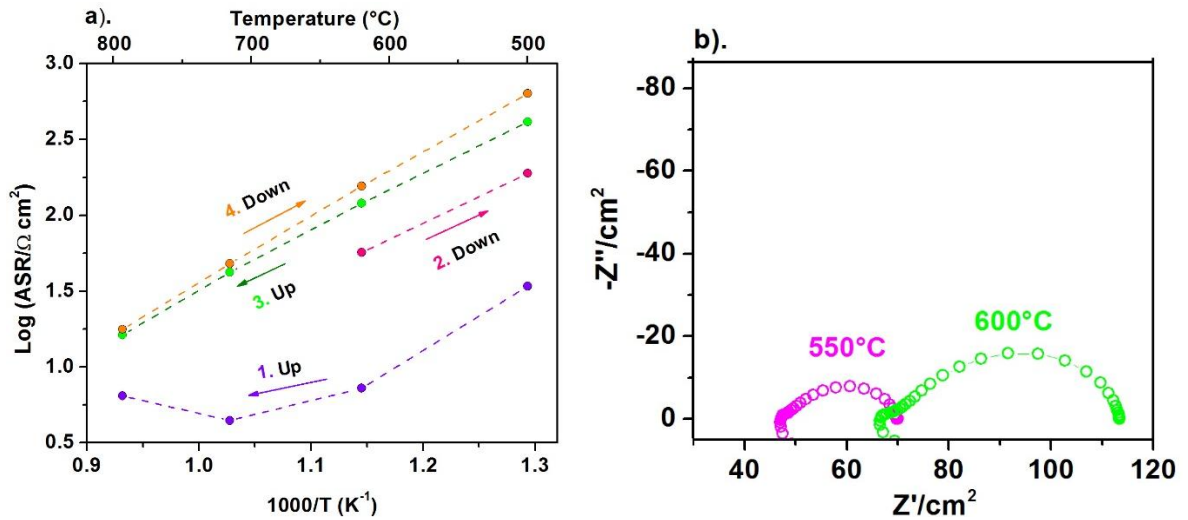 a).
Temperature (°C)
800 700 600 500
Log (ASR/Ω cm²)
3.0
2.5
2.0
1.5
1.0
0.5
4. Down
2. Down
3. Up
1. Up
0.9 1.0 1.1 1.2 1.3
1000/T (K⁻¹)
b).
-Z''/cm²
-80
-60
-40
-20
0
600°C
550°C
40 60 80 100 120
Z'/cm²